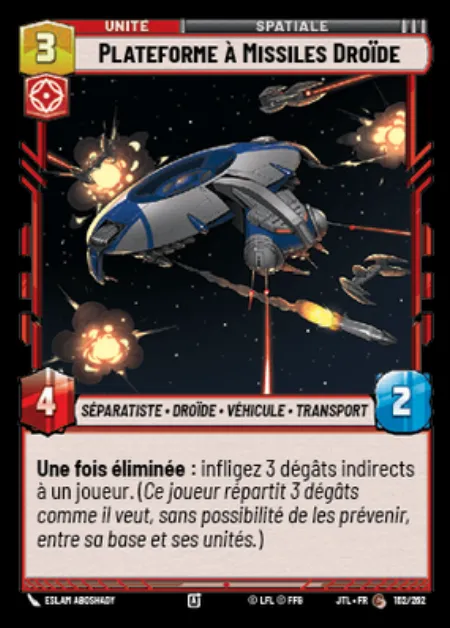 UNITÉ
SPATIALE
3
PLATEFORME À MISSILES DROÏDE
4
SÉPARATISTE • DROÏDE • VÉHICULE • TRANSPORT
2
Une fois éliminée : infligez 3 dégâts indirects
à un joueur. (Ce joueur répartit 3 dégâts
comme il veut, sans possibilité de les prévenir,
entre sa base et ses unités.)
ESLAM ABOSHADY
© LFL © FFG
JTL • FR
C
162/262